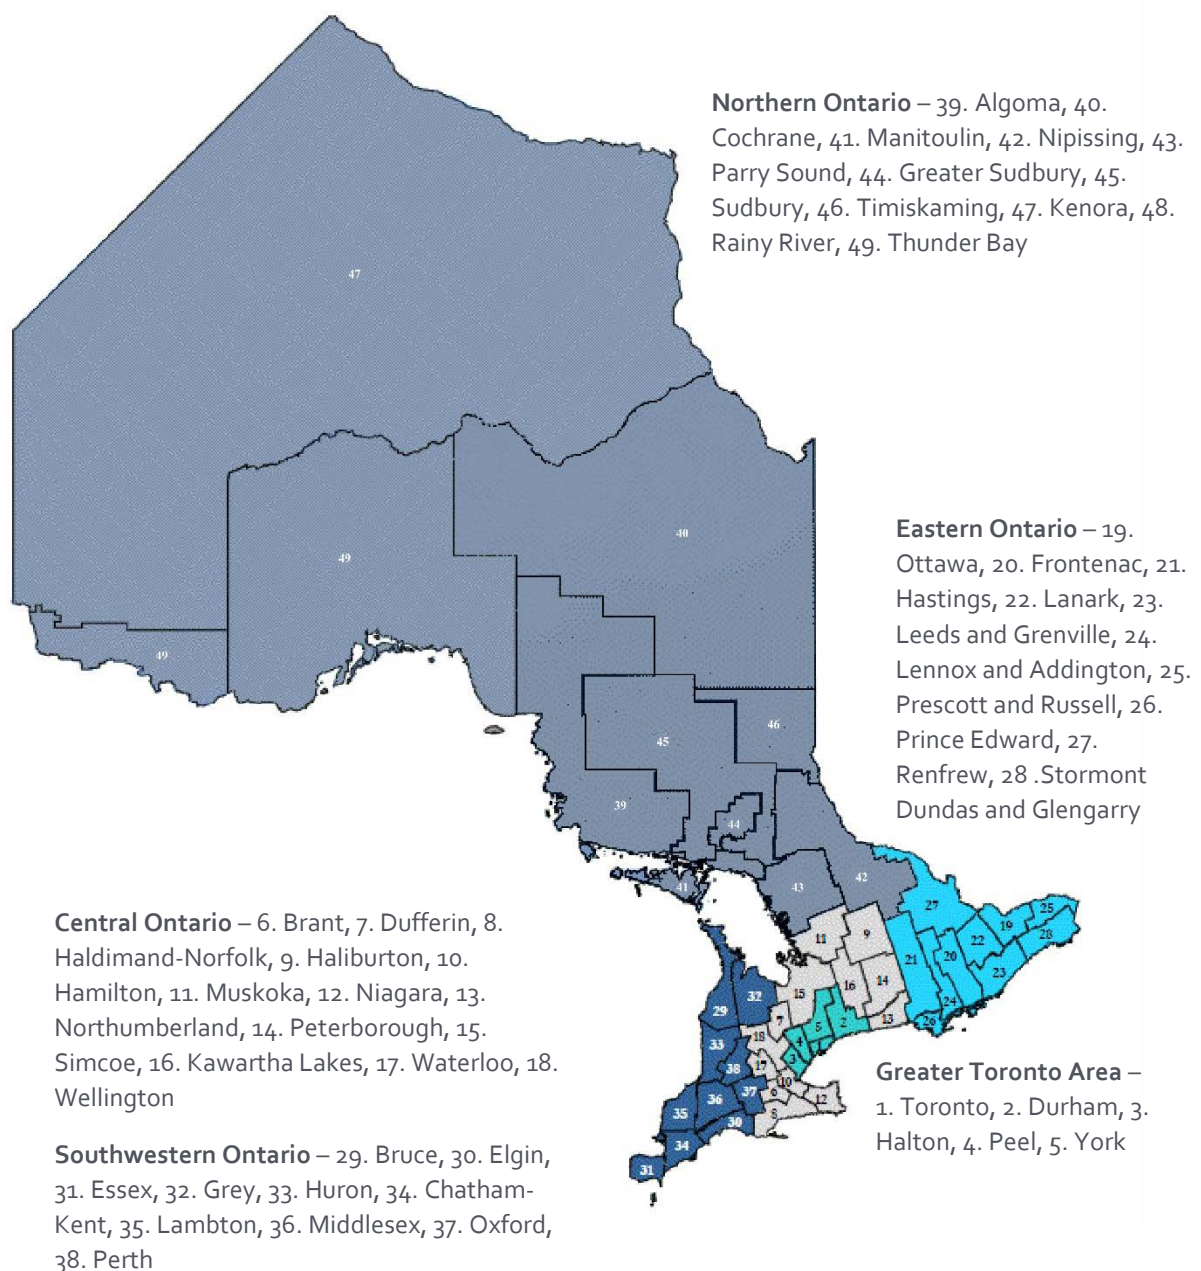 Northern Ontario – 39. Algoma, 40.
Cochrane, 41. Manitoulin, 42. Nipissing, 43.
Parry Sound, 44. Greater Sudbury, 45.
Sudbury, 46. Timiskaming, 47. Kenora, 48.
Rainy River, 49. Thunder Bay
47
40
49
49
46
45
39
44
41
43
42
Eastern Ontario – 19.
Ottawa, 20. Frontenac, 21.
Hastings, 22. Lanark, 23.
Leeds and Grenville, 24.
Lennox and Addington, 25.
Prescott and Russell, 26.
Prince Edward, 27.
Renfrew, 28 .Stormont
Dundas and Glengarry
27
25
19
28
22
20
21
23
24
26
11
9
16
14
15
13
7
18
17
10
6
12
8
5
2
4
3
32
29
33
38
37
36
35
30
34
31
Central Ontario – 6. Brant, 7. Dufferin, 8.
Haldimand-Norfolk, 9. Haliburton, 10.
Hamilton, 11. Muskoka, 12. Niagara, 13.
Northumberland, 14. Peterborough, 15.
Simcoe, 16. Kawartha Lakes, 17. Waterloo, 18.
Wellington
Greater Toronto Area –
1. Toronto, 2. Durham, 3.
Halton, 4. Peel, 5. York
Southwestern Ontario – 29. Bruce, 30. Elgin,
31. Essex, 32. Grey, 33. Huron, 34. Chatham-
Kent, 35. Lambton, 36. Middlesex, 37. Oxford,
38. Perth